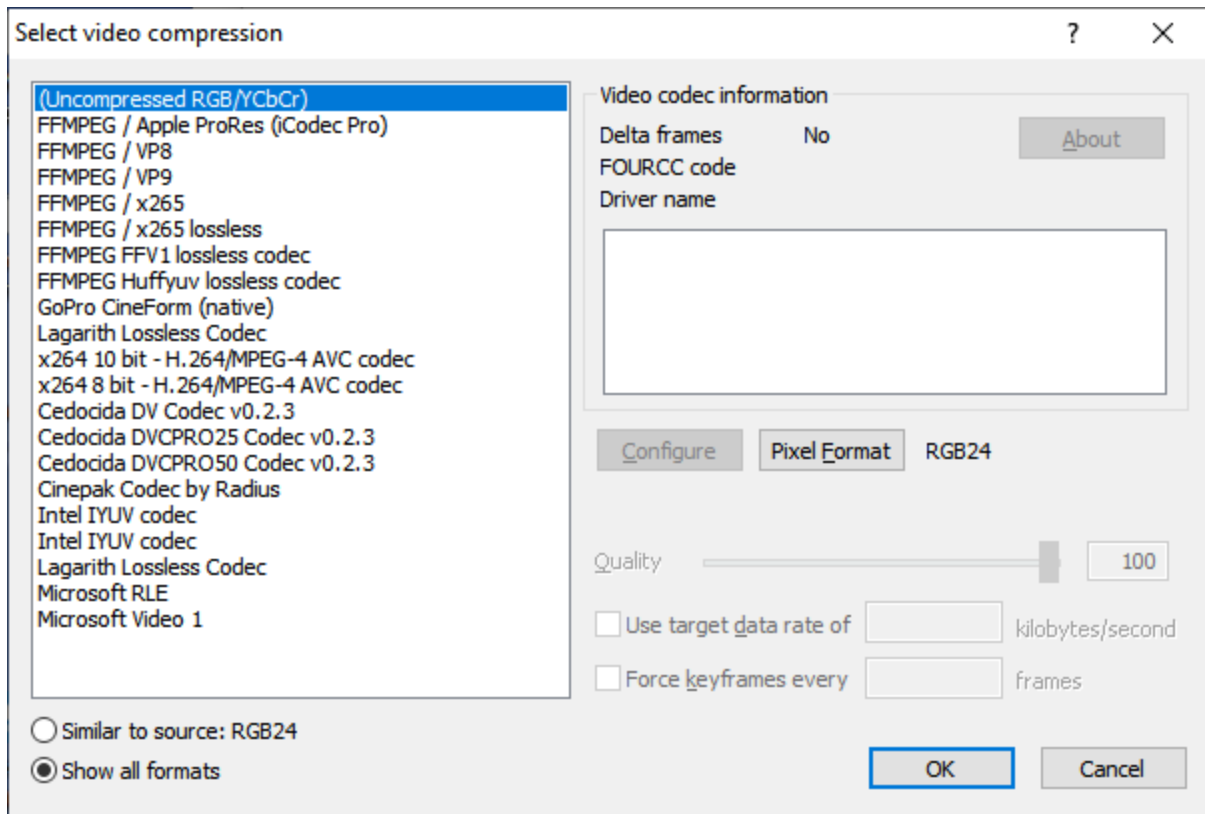 Select video compression
?
(Uncompressed RGB/YCbCr)
FFMPEG / Apple ProRes (iCodec Pro)
FFMPEG / VP8
FFMPEG / VP9
FFMPEG / x265
FFMPEG / x265 lossless
FFMPEG FFV1 lossless codec
FFMPEG Huffyuv lossless codec
GoPro CineForm (native)
Lagarith Lossless Codec
x264 10 bit - H.264/MPEG-4 AVC codec
x264 8 bit - H.264/MPEG-4 AVC codec
Cedocida DV Codec v0.2.3
Cedocida DVCPRO25 Codec v0.2.3
Cedocida DVCPRO50 Codec v0.2.3
Cinepak Codec by Radius
Intel IYUV codec
Intel IYUV codec
Lagarith Lossless Codec
Microsoft RLE
Microsoft Video 1
Similar to source: RGB24
Show all formats
Video codec information
Delta frames No
About
FOURCC code
Driver name
Configure Pixel Format RGB24
Quality 100
Use target data rate of kilobytes/second
Force keyframes every frames
OK Cancel